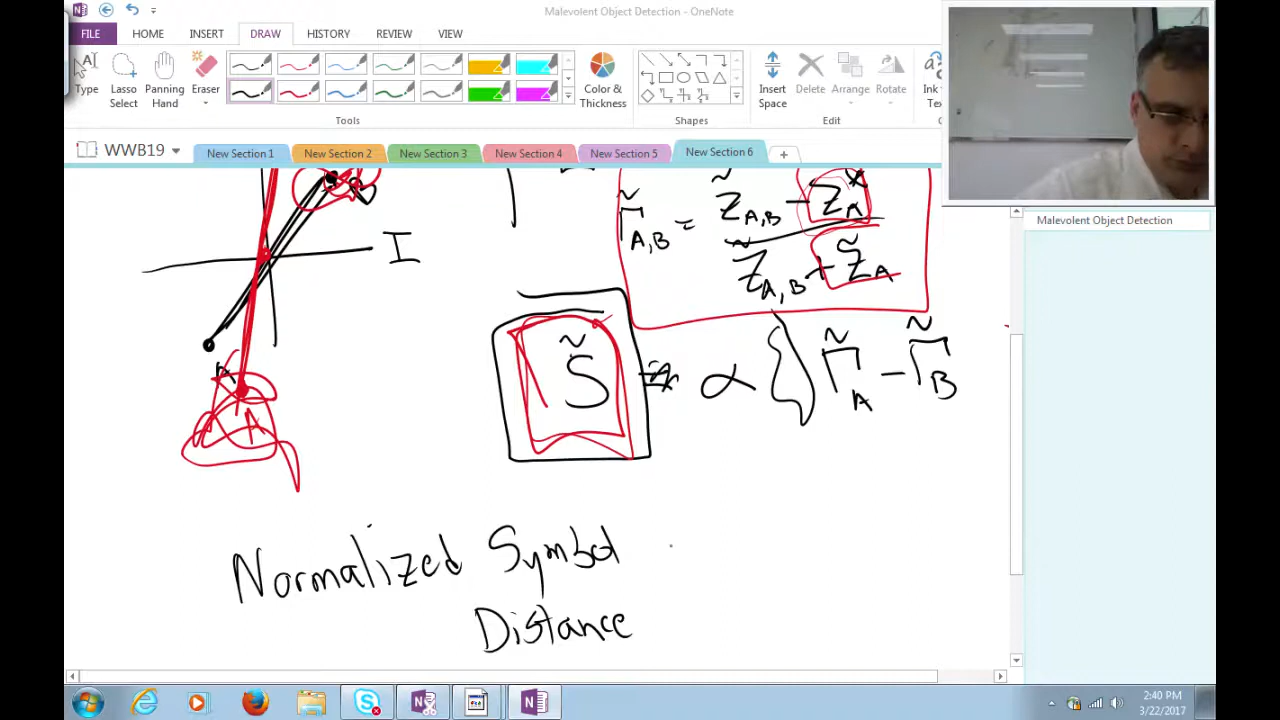 Malevolent Object Detection - OneNote
FILE HOME INSERT DRAW HISTORY REVIEW VIEW
Type Lasso Select Panning Hand Eraser Color & Thickness Insert Space Delete Arrange Rotate Ink to
Tools Shapes Edit
WWB19 New Section 1 New Section 2 New Section 3 New Section 4 New Section 5 New Section 6
Malevolent Object Detection
Γ̃A,B = (Z̃A,B - Z̃A*) / (Z̃A,B + Z̃A)
I
A
S̃ α { Γ̃A - Γ̃B
Normalized Symbol
Distance
2:40 PM
3/22/2017